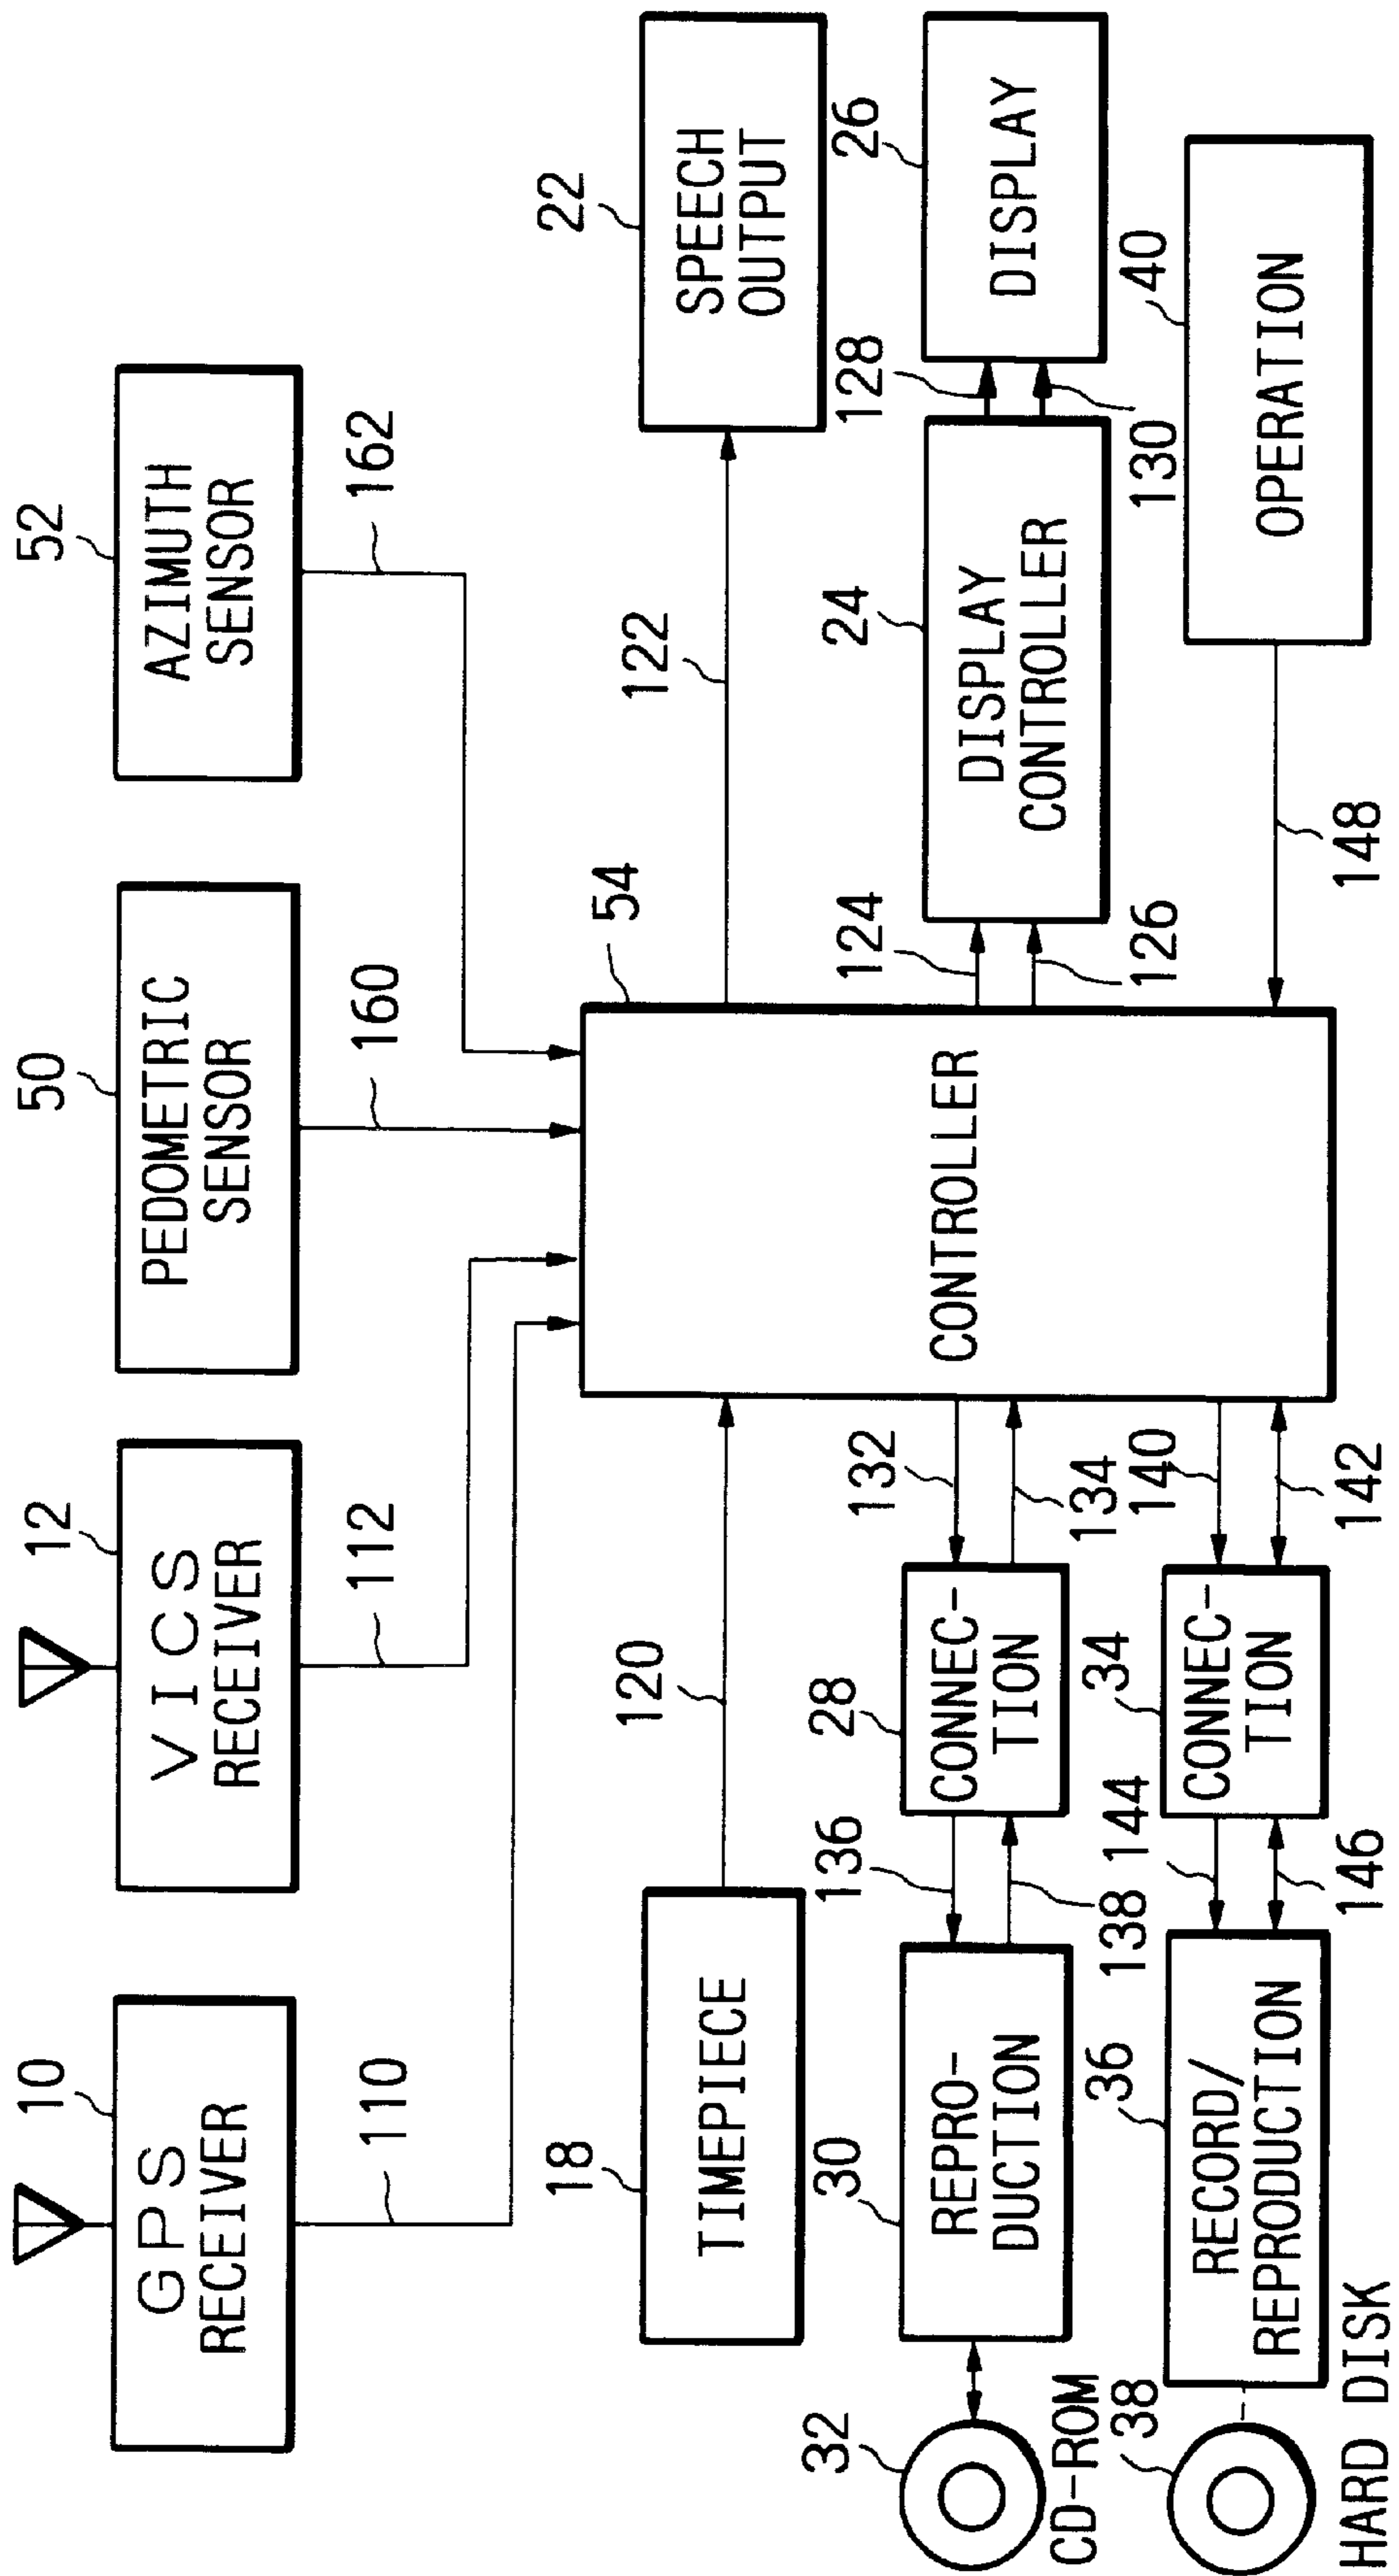 10
GPS
RECEIVER
110
12
VICS
RECEIVER
112
50
PEDOMETRIC
SENSOR
160
52
AZIMUTH
SENSOR
162
18
TIMEPIECE
120
54
CONTROLLER
122
22
SPEECH
OUTPUT
32
CD-ROM
30
REPRO-
DUCTION
136
138
28
CONNEC-
TION
132
134
124
126
24
DISPLAY
CONTROLLER
128
130
26
DISPLAY
38
HARD DISK
36
RECORD/
REPRODUCTION
144
146
34
CONNEC-
TION
140
142
148
40
OPERATION